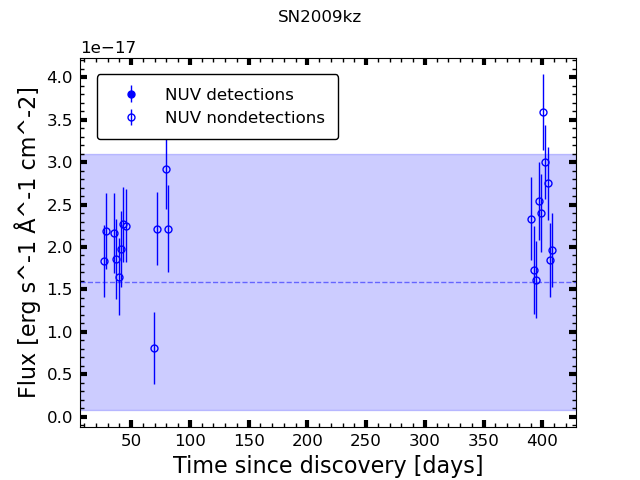 SN2009kz
1e−17
NUV detections
NUV nondetections
4.0
3.5
3.0
2.5
2.0
1.5
1.0
0.5
0.0
Flux [erg s^-1 Å^-1 cm^-2]
50 100 150 200 250 300 350 400
Time since discovery [days]